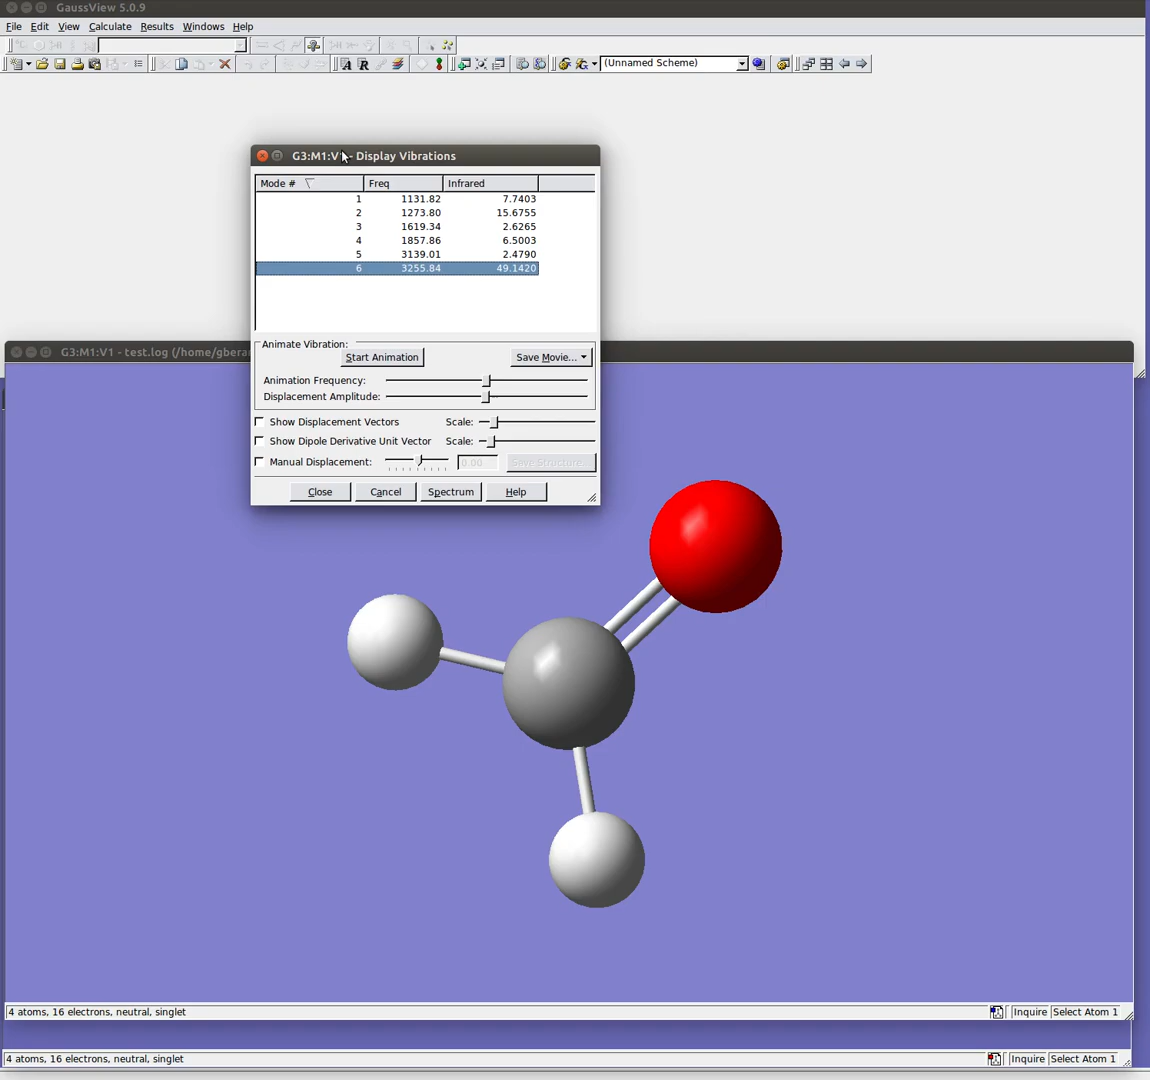 GaussView 5.0.9
File Edit View Calculate Results Windows Help
(Unnamed Scheme)
G3:M1:V1 - Display Vibrations
Mode # Freq Infrared
1 1131.82 7.7403
2 1273.80 15.6755
3 1619.34 2.6265
4 1857.86 6.5003
5 3139.01 2.4790
6 3255.84 49.1420
Animate Vibration:
Start Animation Save Movie...
Animation Frequency:
Displacement Amplitude:
Show Displacement Vectors Scale:
Show Dipole Derivative Unit Vector Scale:
Manual Displacement: 0.00 Save Structure...
Close Cancel Spectrum Help
G3:M1:V1 - test.log (/home/gbera
4 atoms, 16 electrons, neutral, singlet Inquire Select Atom 1
4 atoms, 16 electrons, neutral, singlet Inquire Select Atom 1